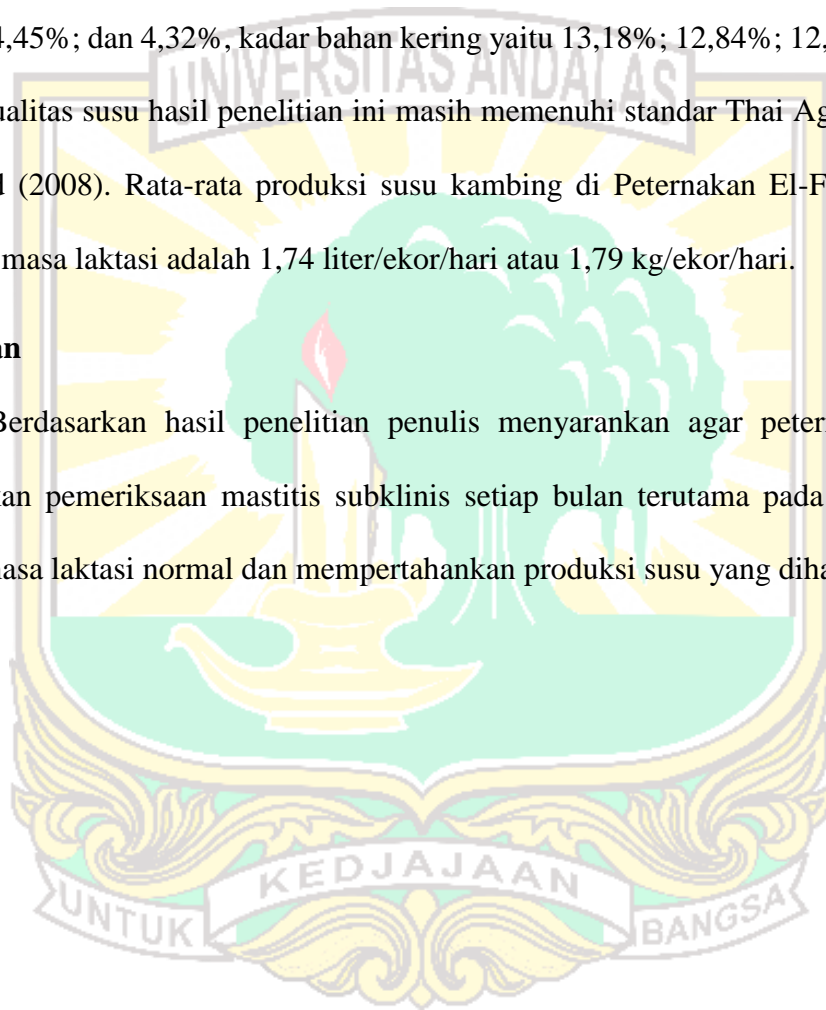 4,45%; dan 4,32%, kadar bahan kering yaitu 13,18%; 12,84%; 12,
ualitas susu hasil penelitian ini masih memenuhi standar Thai Ag
d (2008). Rata-rata produksi susu kambing di Peternakan El-F
masa laktasi adalah 1,74 liter/ekor/hari atau 1,79 kg/ekor/hari.
an
Berdasarkan hasil penelitian penulis menyarankan agar peter
kan pemeriksaan mastitis subklinis setiap bulan terutama pada
asa laktasi normal dan mempertahankan produksi susu yang diha
UNIVERSITAS ANDALAS
KEDJAJAAN
UNTUK
BANGSA